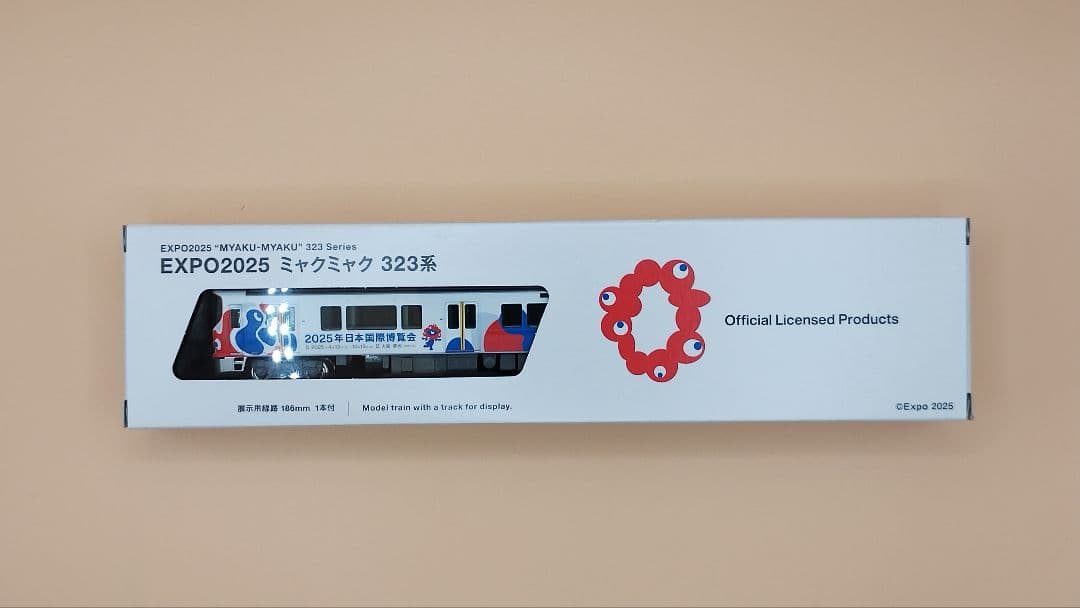 EXPO2025 “MYAKU-MYAKU” 323 Series
EXPO2025 ミャクミャク 323系
2025年日本国際博覧会
Official Licensed Products
展示用線路 186mm 1本付
Model train with a track for display.
©Expo 2025